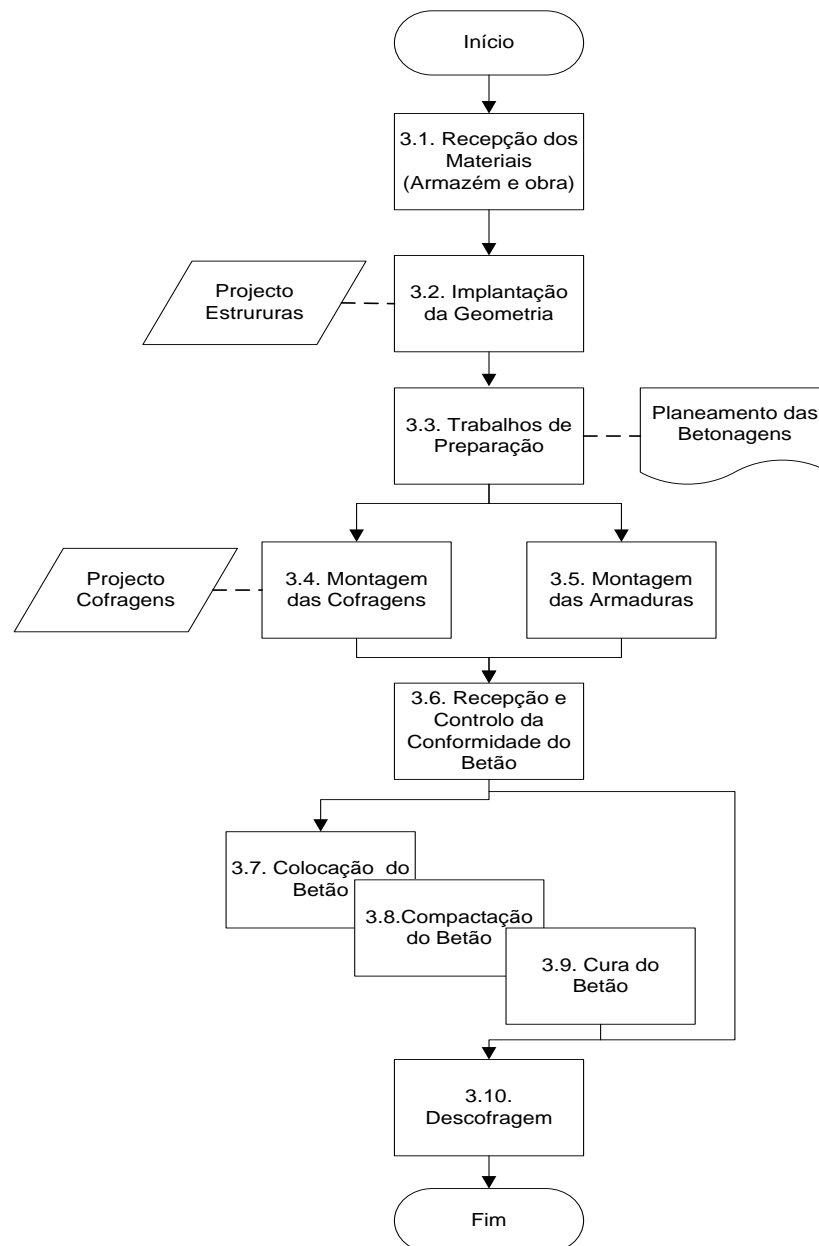 Início
3.1. Recepção dos
Materiais
(Armazém e obra)
Projecto
Estrururas
3.2. Implantação
da Geometria
3.3. Trabalhos de
Preparação
Planeamento das
Betonagens
Projecto
Cofragens
3.4. Montagem
das Cofragens
3.5. Montagem
das Armaduras
3.6. Recepção e
Controlo da
Conformidade do
Betão
3.7. Colocação do
Betão
3.8.Compactação
do Betão
3.9. Cura do
Betão
3.10.
Descofragem
Fim